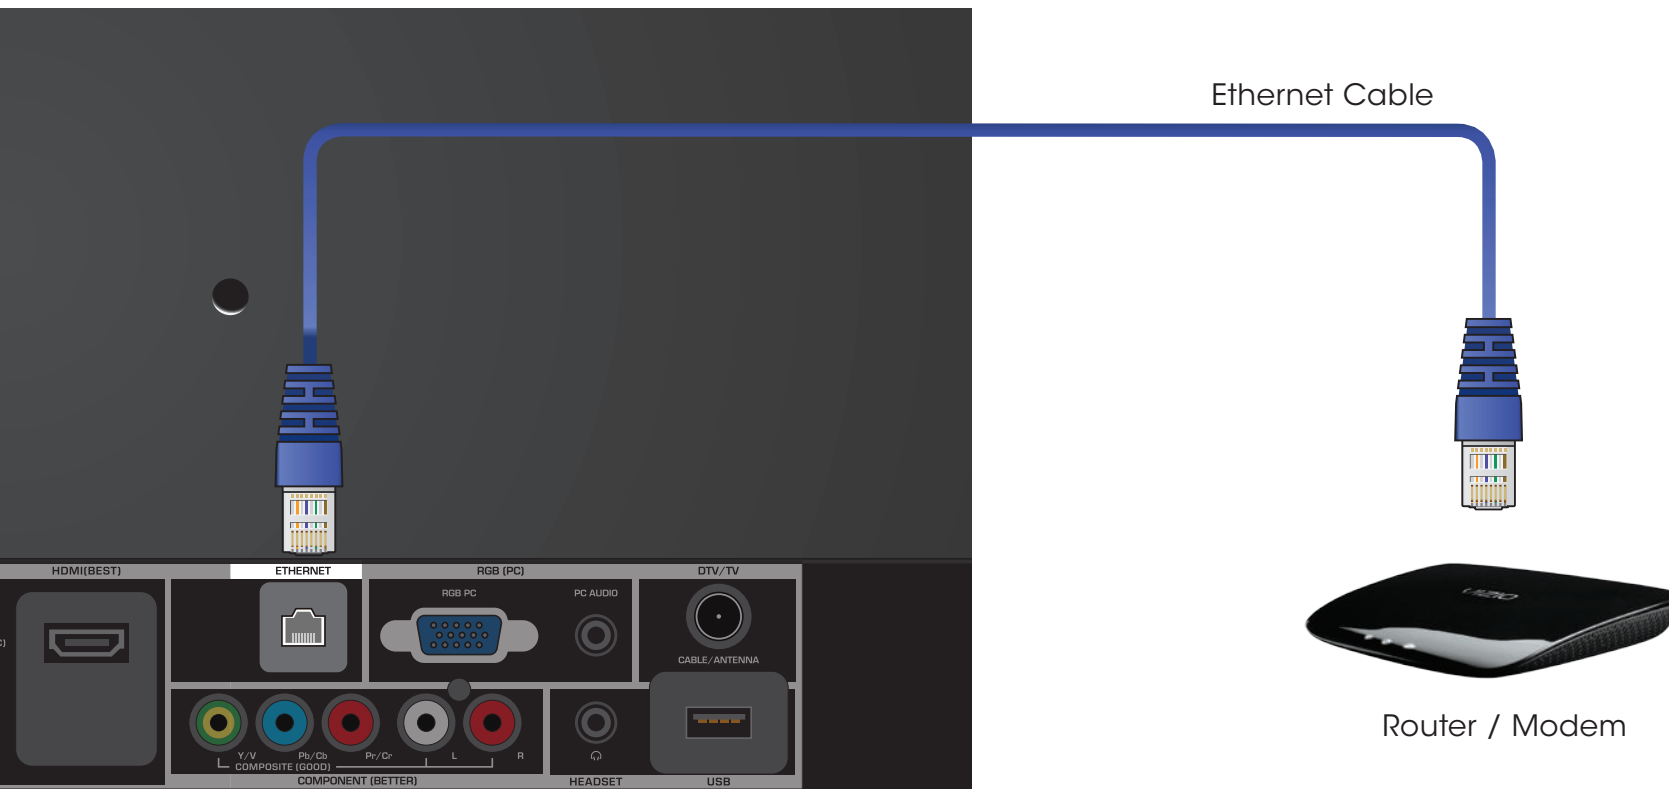 Ethernet Cable
HDMI(BEST)
ETHERNET
RGB (PC)
DTV/TV
RGB PC
PC AUDIO
C)
CABLE/ANTENNA
VIZIO
Y/V
Pb/Cb
Pr/Cr
L
R
COMPOSITE (GOOD)
COMPONENT (BETTER)
HEADSET
USB
Router / Modem